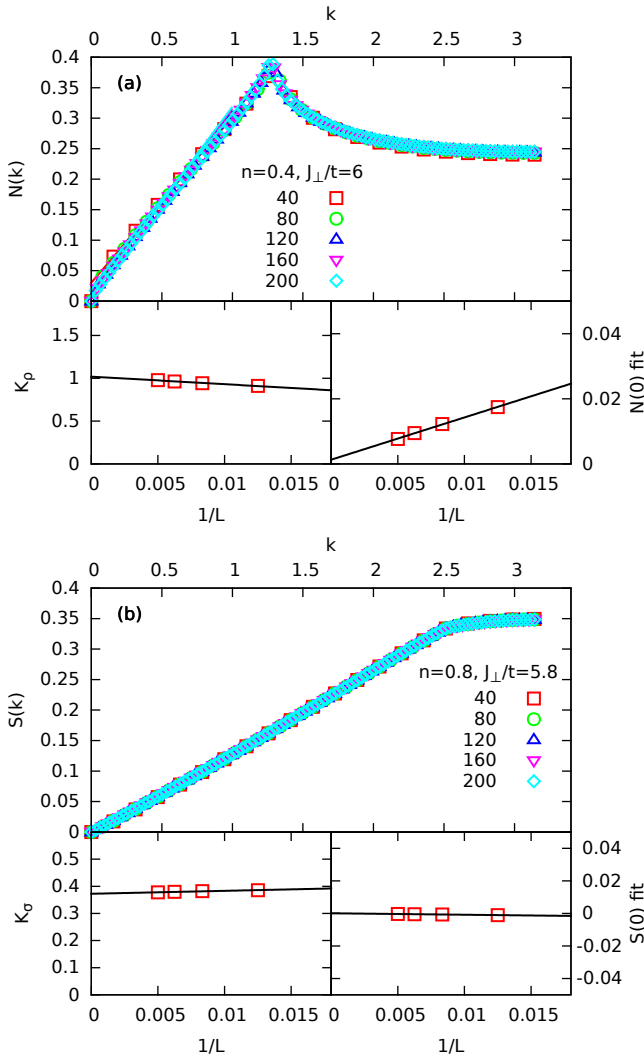 k
0 0.5 1 1.5 2 2.5 3
(a)
N(k)
0.4
0.35
0.3
0.25
0.2
0.15
0.1
0.05
0
n=0.4, J⊥/t=6
40
80
120
160
200
Kρ
1.5
1
0.5
0
0 0.005 0.01 0.015
1/L
N(0) fit
0.04
0.02
0
0 0.005 0.01 0.015
1/L
k
0 0.5 1 1.5 2 2.5 3
(b)
S(k)
0.4
0.35
0.3
0.25
0.2
0.15
0.1
0.05
0
n=0.8, J⊥/t=5.8
40
80
120
160
200
Kσ
0.5
0.4
0.3
0.2
0.1
0
0 0.005 0.01 0.015
1/L
S(0) fit
0.04
0.02
0
-0.02
-0.04
0 0.005 0.01 0.015
1/L